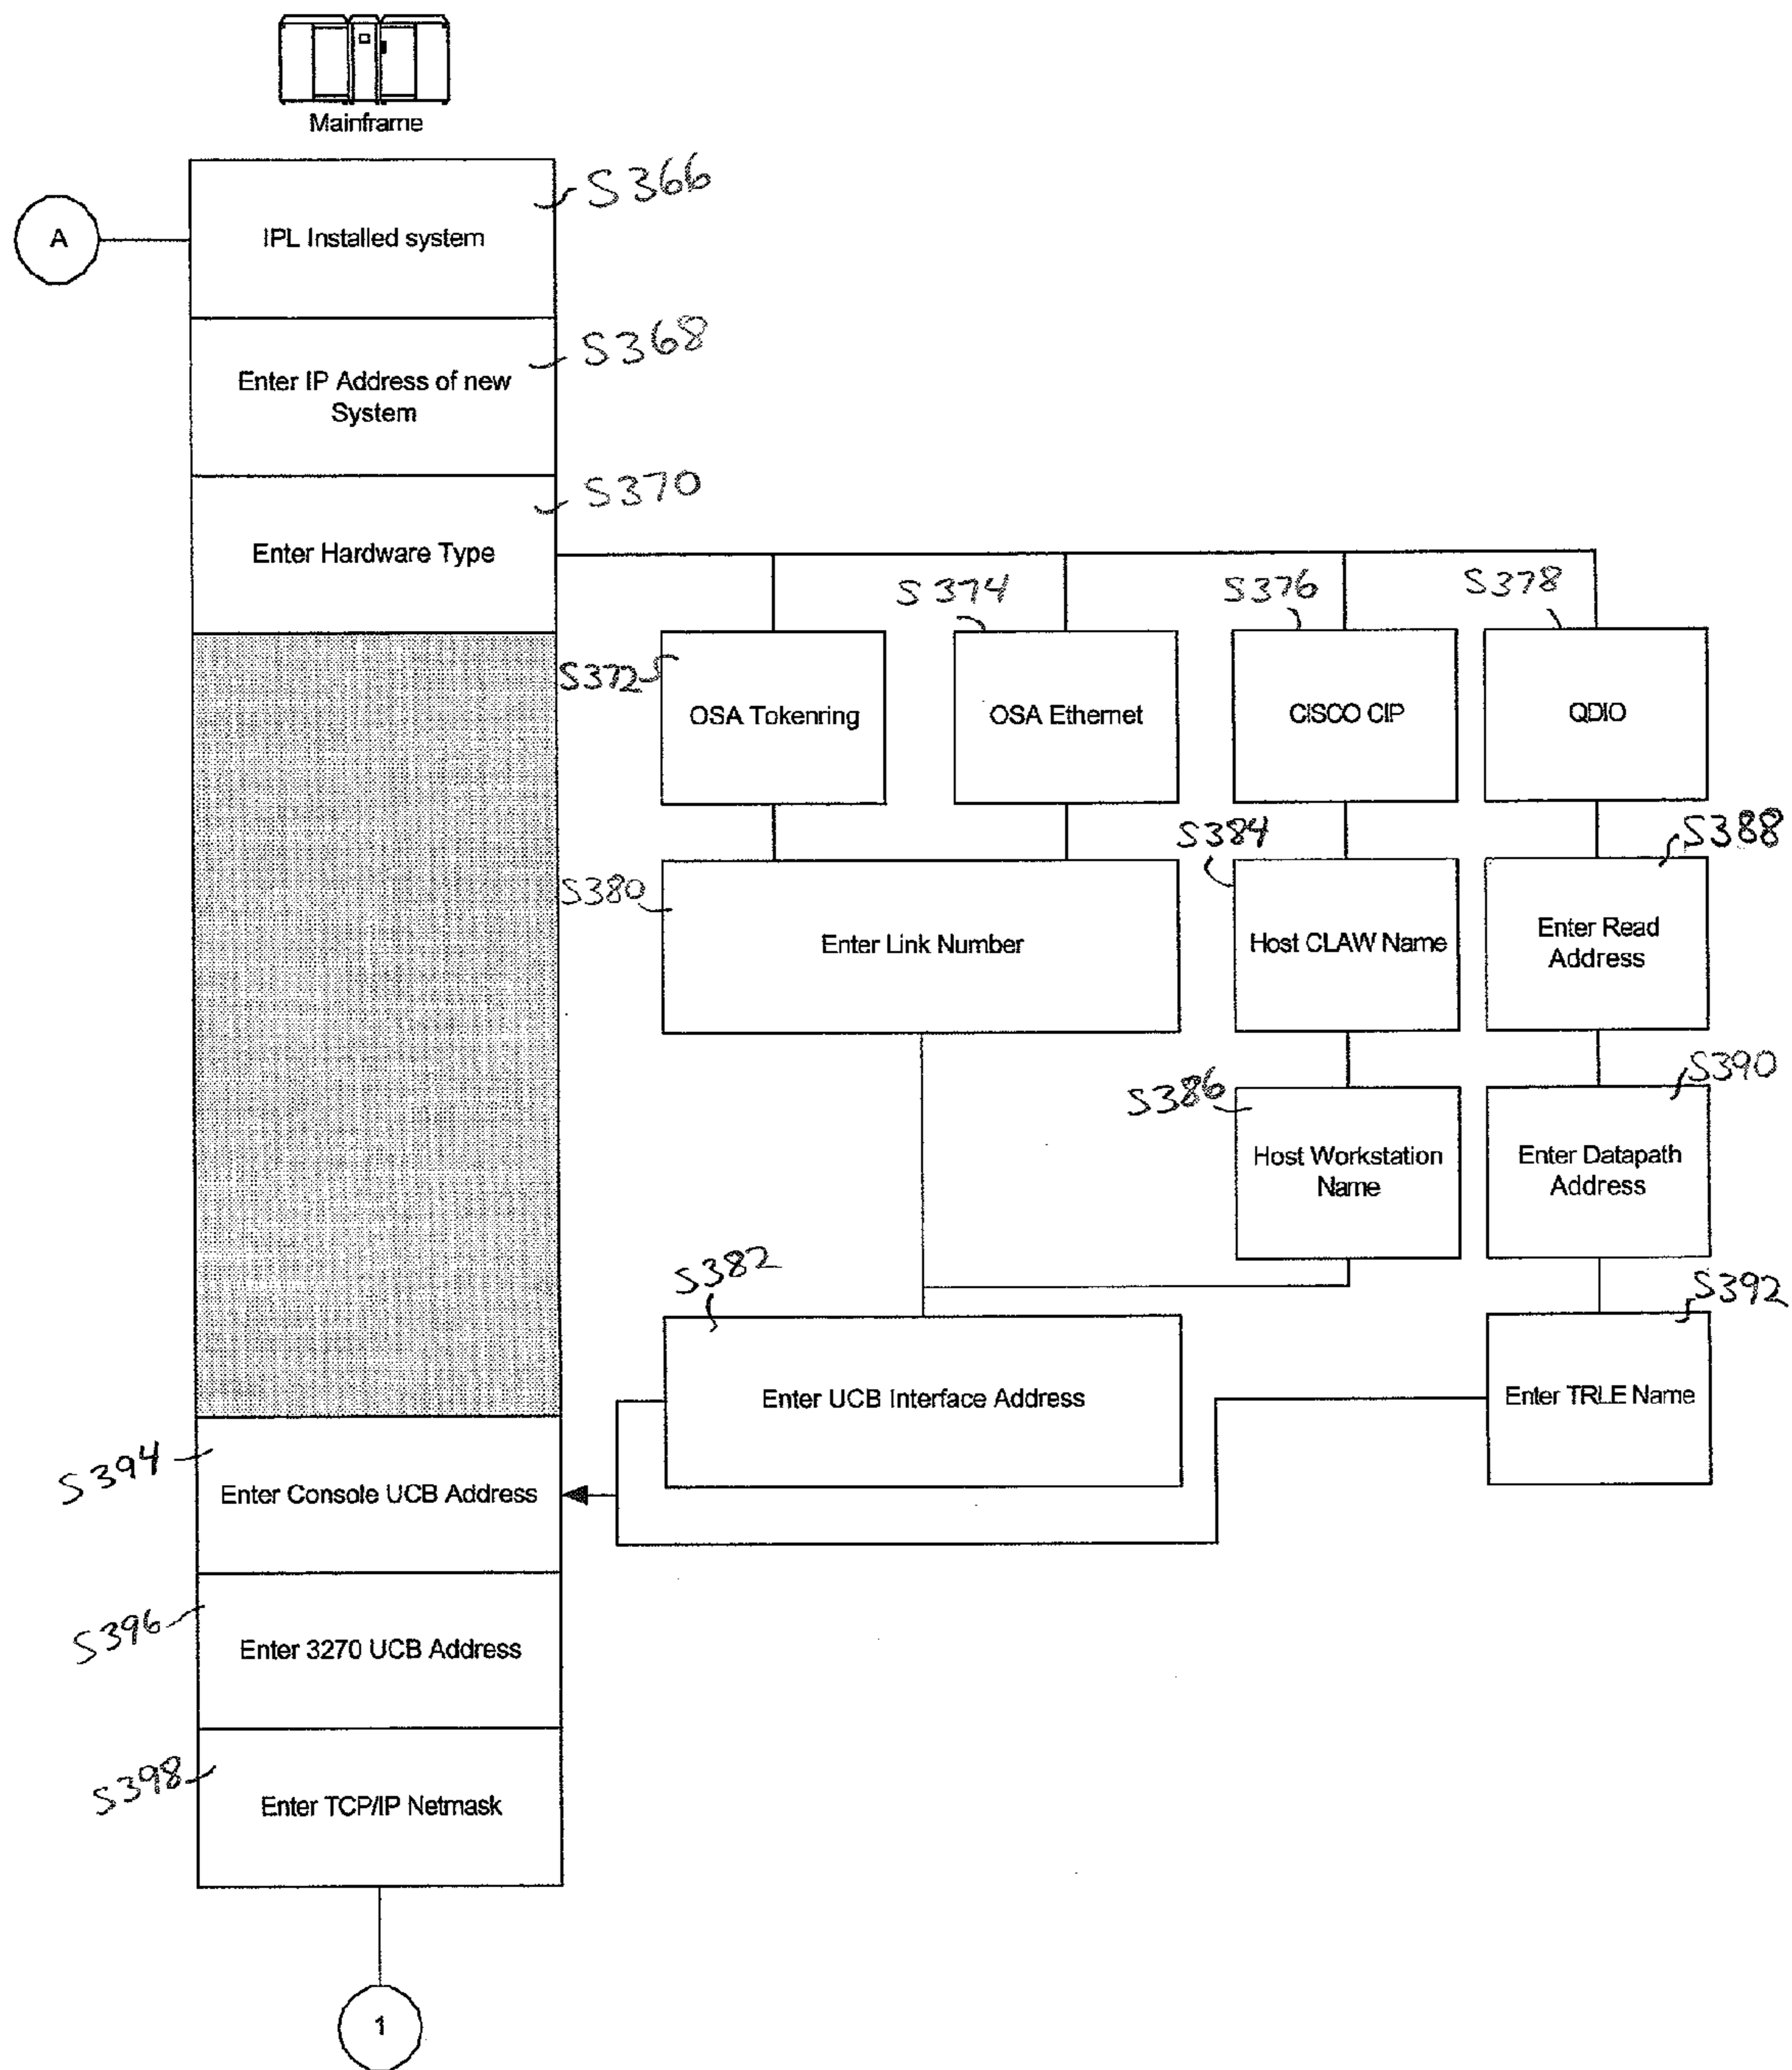 Mainframe
S366
A
IPL Installed system
S368
Enter IP Address of new
System
S370
Enter Hardware Type
S374
S376
S378
S372
OSA Tokenring
OSA Ethernet
CISCO CIP
QDIO
S384
S388
S380
Enter Link Number
Host CLAW Name
Enter Read
Address
S390
S386
Host Workstation
Name
Enter Datapath
Address
S382
S392
Enter UCB Interface Address
Enter TRLE Name
S394
Enter Console UCB Address
S396
Enter 3270 UCB Address
S398
Enter TCP/IP Netmask
1